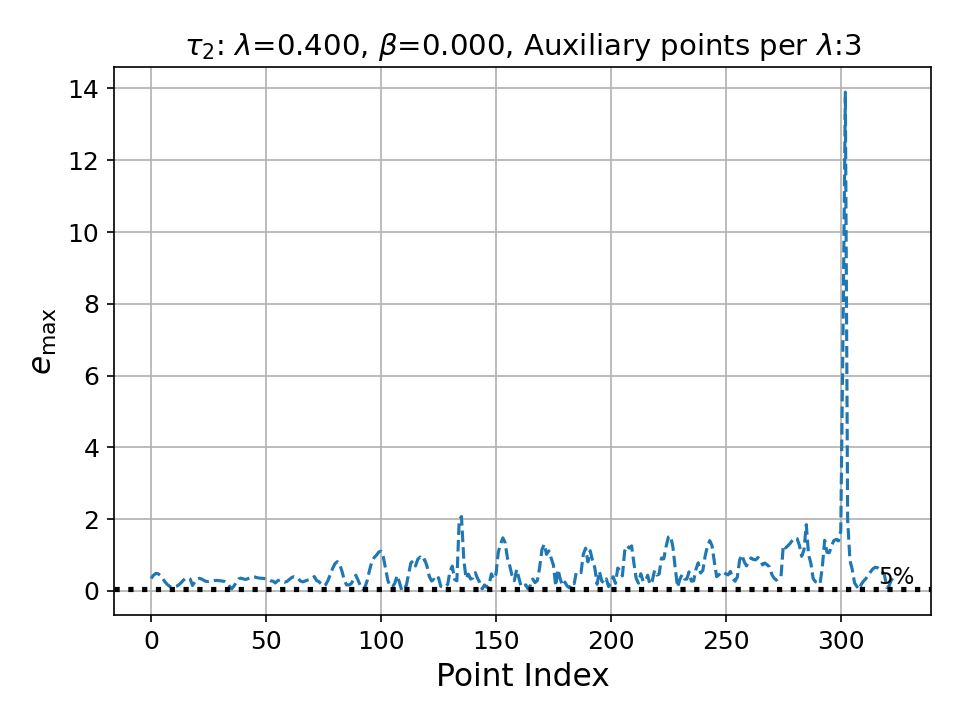 τ₂: λ=0.400, β=0.000, Auxiliary points per λ:3
14
12
10
8
6
4
2
0
e_max
5%
0 50 100 150 200 250 300
Point Index